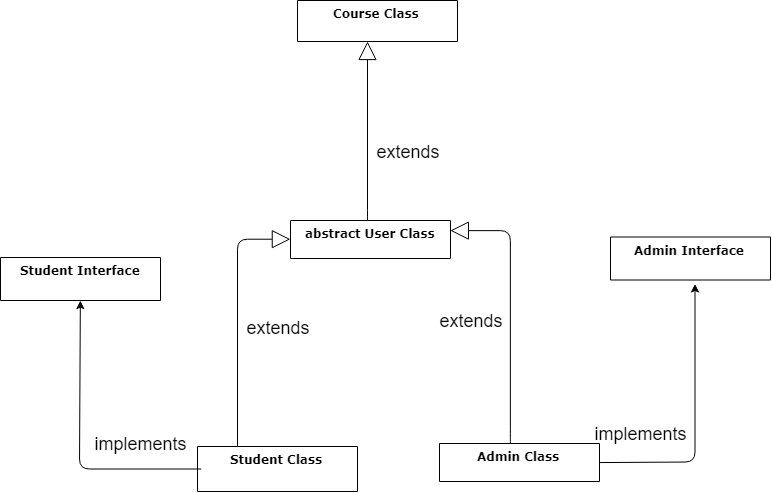 Course Class
extends
abstract User Class
Student Interface
Admin Interface
extends
extends
implements
implements
Student Class
Admin Class